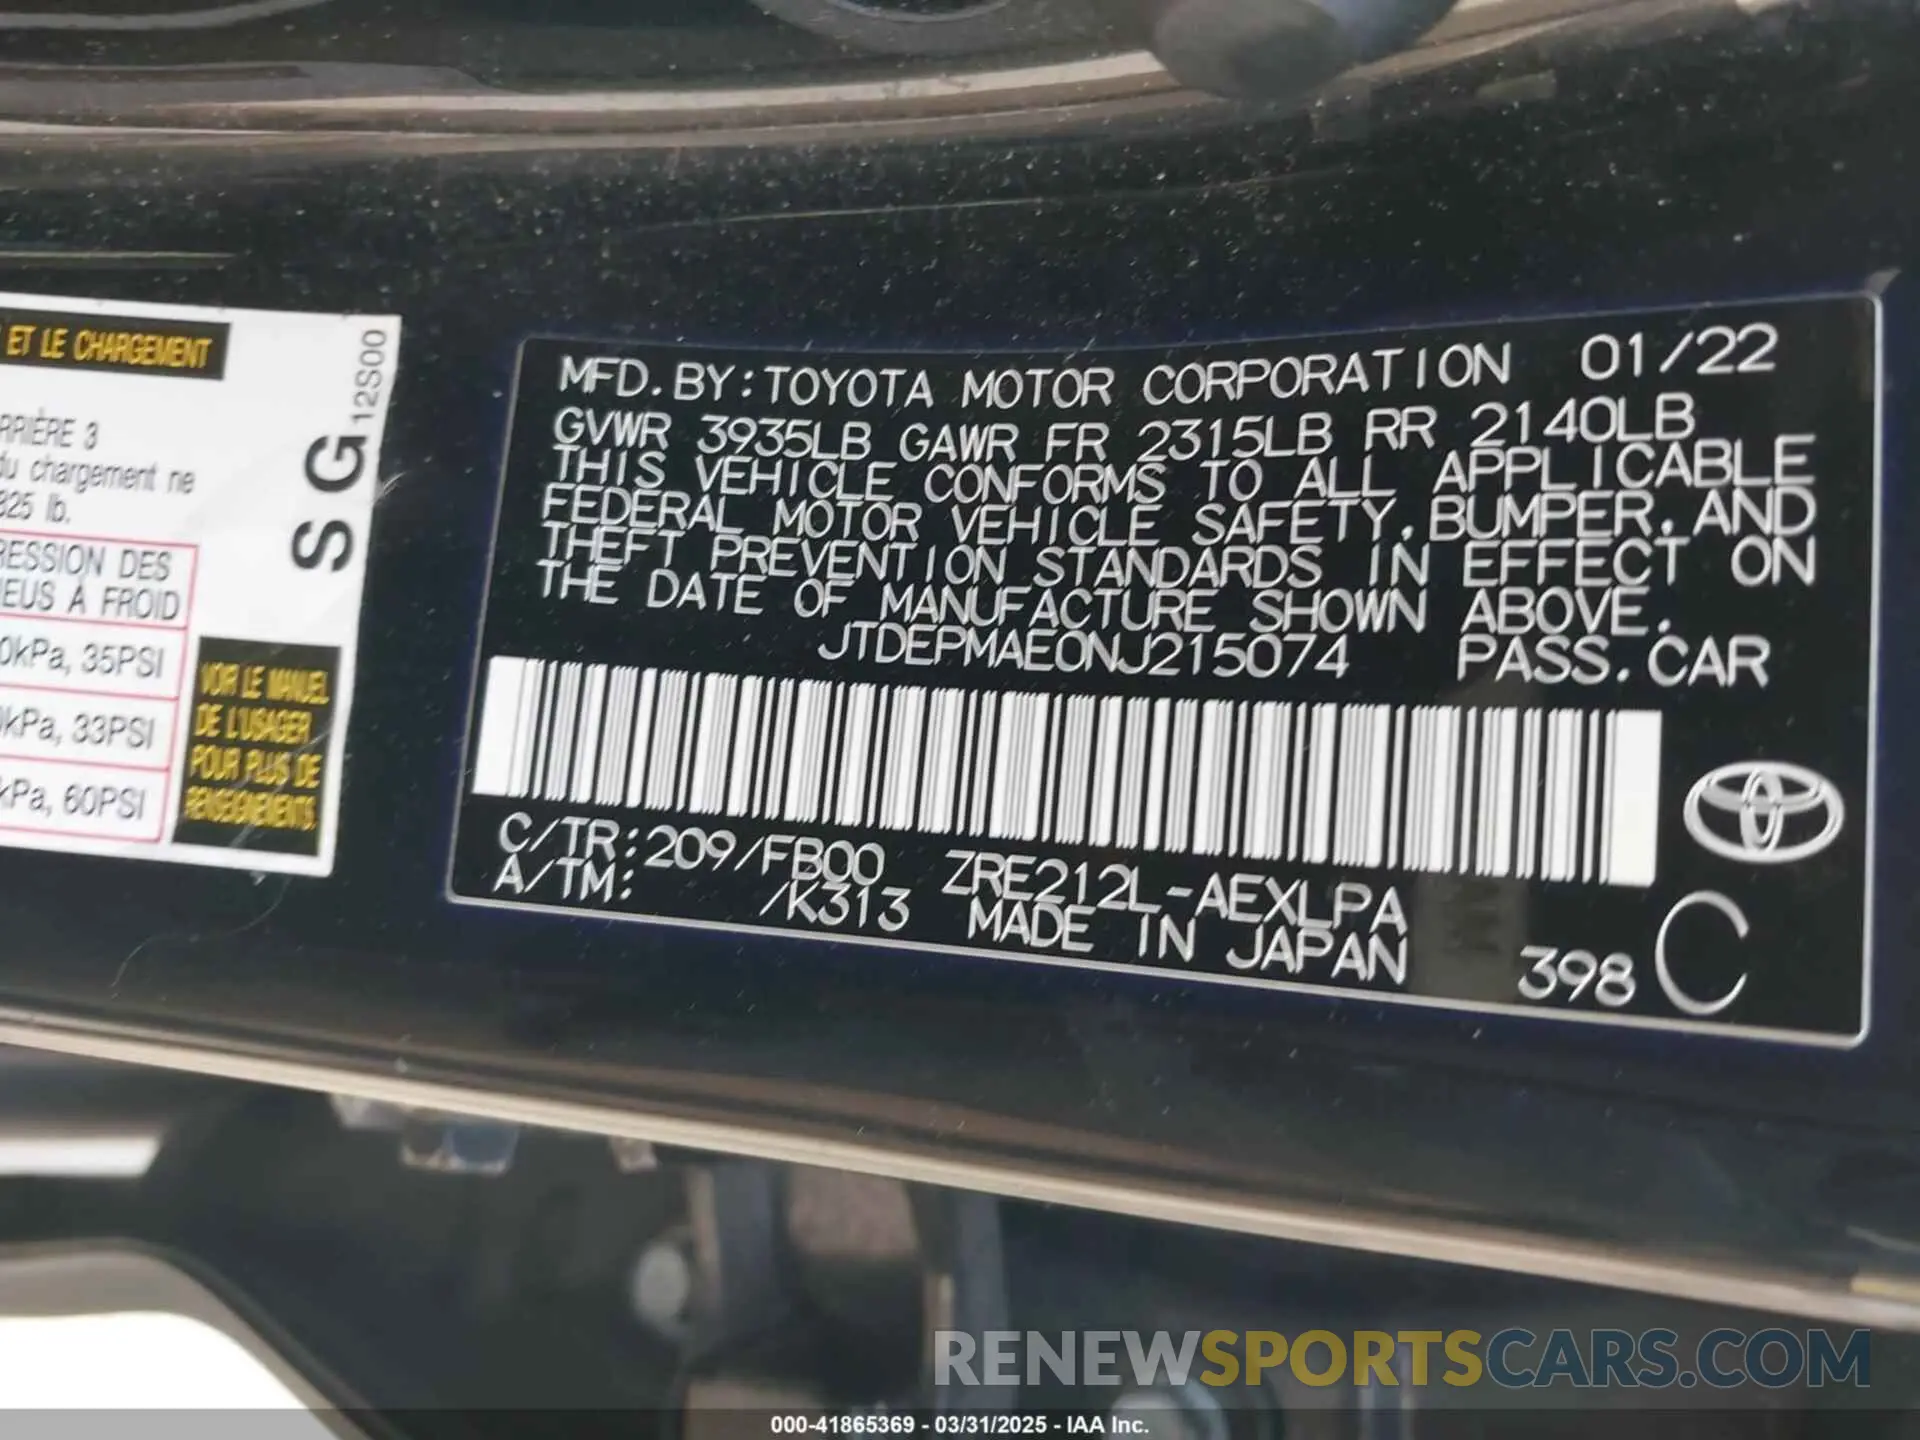 ET LE CHARGEMENT
RRIÈRE 3
du chargement ne
825 lb.
RESSION DES
NEUS À FROID
0kPa, 35PSI
0kPa, 33PSI
kPa, 60PSI
VOIR LE MANUEL
DE L'USAGER
POUR PLUS DE
RENSEIGNEMENTS.
SG12S00
MFD.BY:TOYOTA MOTOR CORPORATION 01/22
GVWR 3935LB GAWR FR 2315LB RR 2140LB
THIS VEHICLE CONFORMS TO ALL APPLICABLE
FEDERAL MOTOR VEHICLE SAFETY,BUMPER,AND
THEFT PREVENTION STANDARDS IN EFFECT ON
THE DATE OF MANUFACTURE SHOWN ABOVE.
JTDEPMAE0NJ215074 PASS.CAR
C/TR:209/FB00 ZRE212L-AEXLPA
A/TM: /K313 MADE IN JAPAN 398 C
RENEWSPORTSCARS.COM
000-41865369 - 03/31/2025 - IAA Inc.